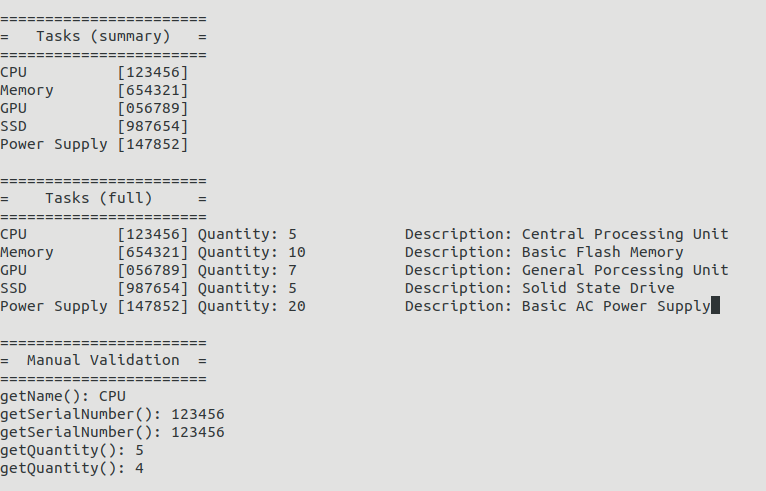 =======================
=   Tasks (summary)   =
=======================
CPU          [123456]
Memory       [654321]
GPU          [056789]
SSD          [987654]
Power Supply [147852]
=======================
=    Tasks (full)     =
=======================
CPU          [123456] Quantity: 5            Description: Central Processing Unit
Memory       [654321] Quantity: 10           Description: Basic Flash Memory
GPU          [056789] Quantity: 7            Description: General Porcessing Unit
SSD          [987654] Quantity: 5            Description: Solid State Drive
Power Supply [147852] Quantity: 20           Description: Basic AC Power Supply
=======================
=  Manual Validation  =
=======================
getName(): CPU
getSerialNumber(): 123456
getSerialNumber(): 123456
getQuantity(): 5
getQuantity(): 4